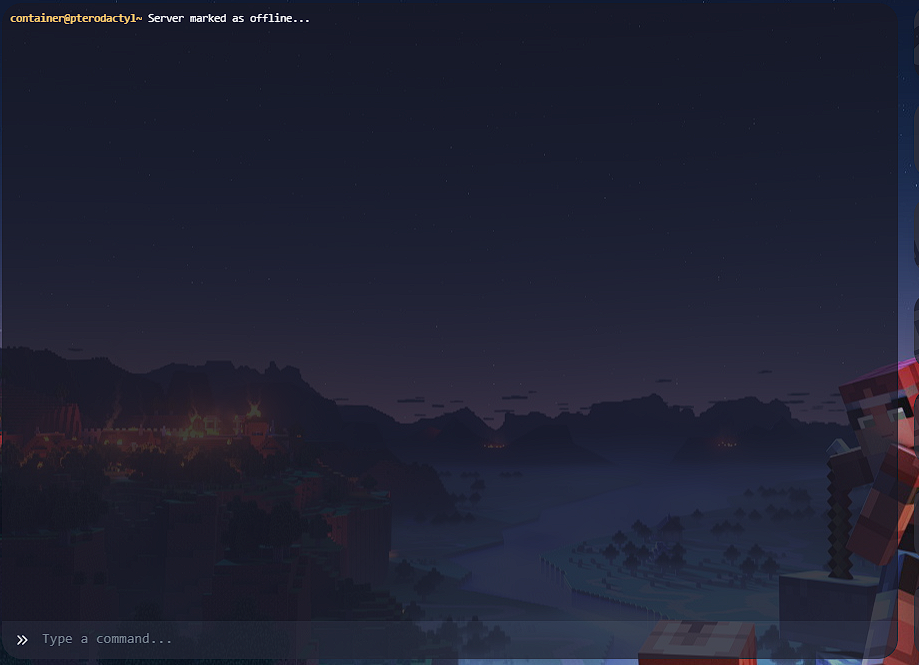 container@pterodactyl~ Server marked as offline...
Type a command...